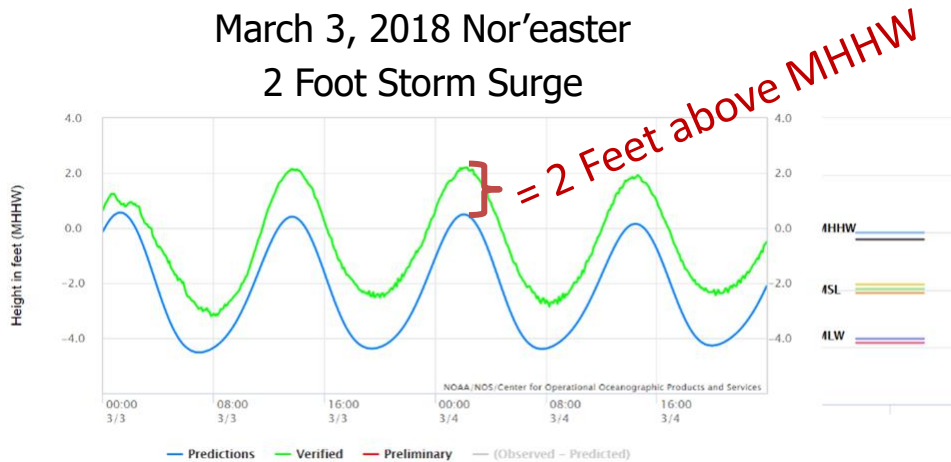 March 3, 2018 Nor'easter
2 Foot Storm Surge
= 2 Feet above MHHW
Height in feet (MHHW)
4.0
2.0
0.0
-2.0
-4.0
4.0
2.0
0.0
-2.0
-4.0
NOAA/NOS/Center for Operational Oceanographic Products and Services
00:00 08:00 16:00 00:00 08:00 16:00
3/3 3/3 3/3 3/4 3/4 3/4
Predictions Verified Preliminary (Observed – Predicted)
MHHW
MSL
MLW